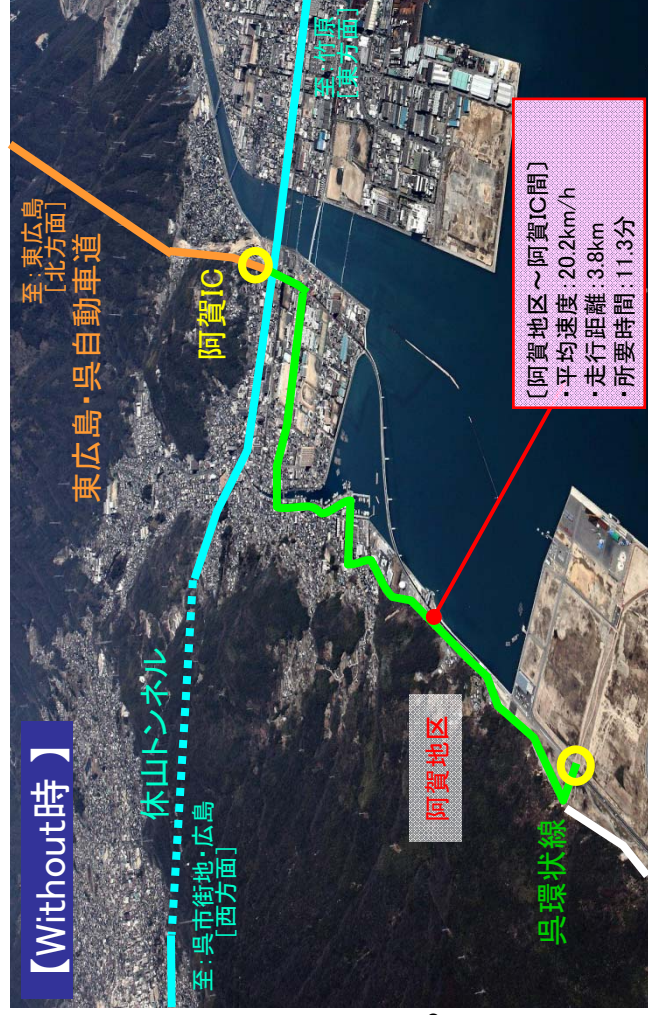 【Without時 】
至：呉市街地・広島
[西方面]
休山トンネル
東広島・呉自動車道
至：東広島
[北方面]
阿賀IC
至：竹原
[東方面]
呉環状線
阿賀地区
〔阿賀地区～阿賀IC間〕
・平均速度：20.2km/h
・走行距離：3.8km
・所要時間：11.3分